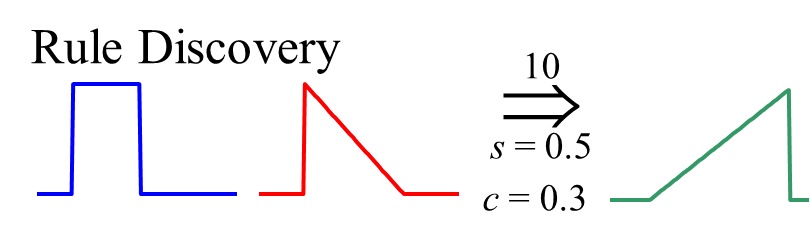 Rule Discovery
10
s = 0.5
c = 0.3